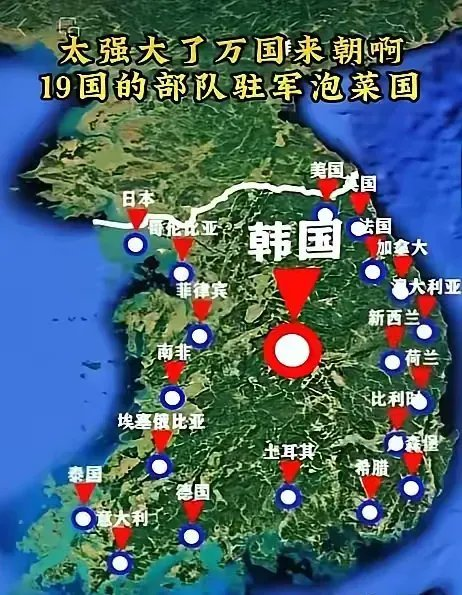 太强大了万国来朝啊
19国的部队驻军泡菜国
美国
国
日本
哥伦比亚
法国
韩国
加拿大
菲律宾
澳大利亚
新西兰
南非
荷兰
比利时
埃塞俄比亚
森堡
土耳其
泰国
希腊
德国
意大利